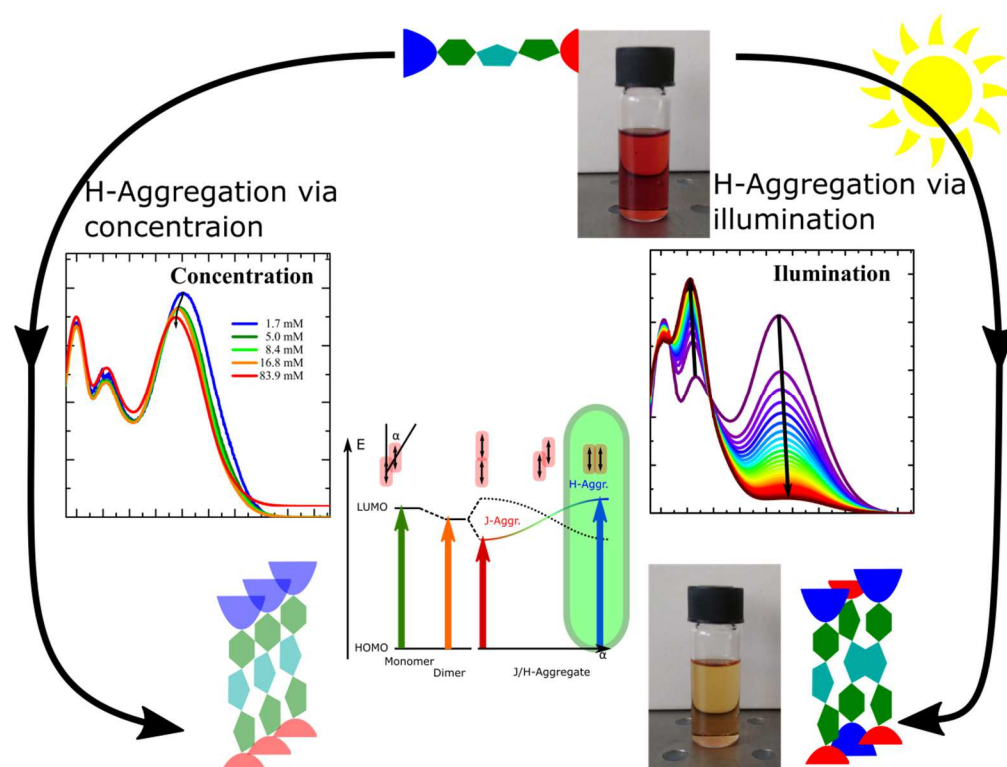 H-Aggregation via
concentraion
H-Aggregation via
illumination
Concentration
1.7 mM
5.0 mM
8.4 mM
16.8 mM
83.9 mM
Ilumination
α
E
H-Aggr.
LUMO
J-Aggr.
HOMO
α
Monomer
Dimer
J/H-Aggregate